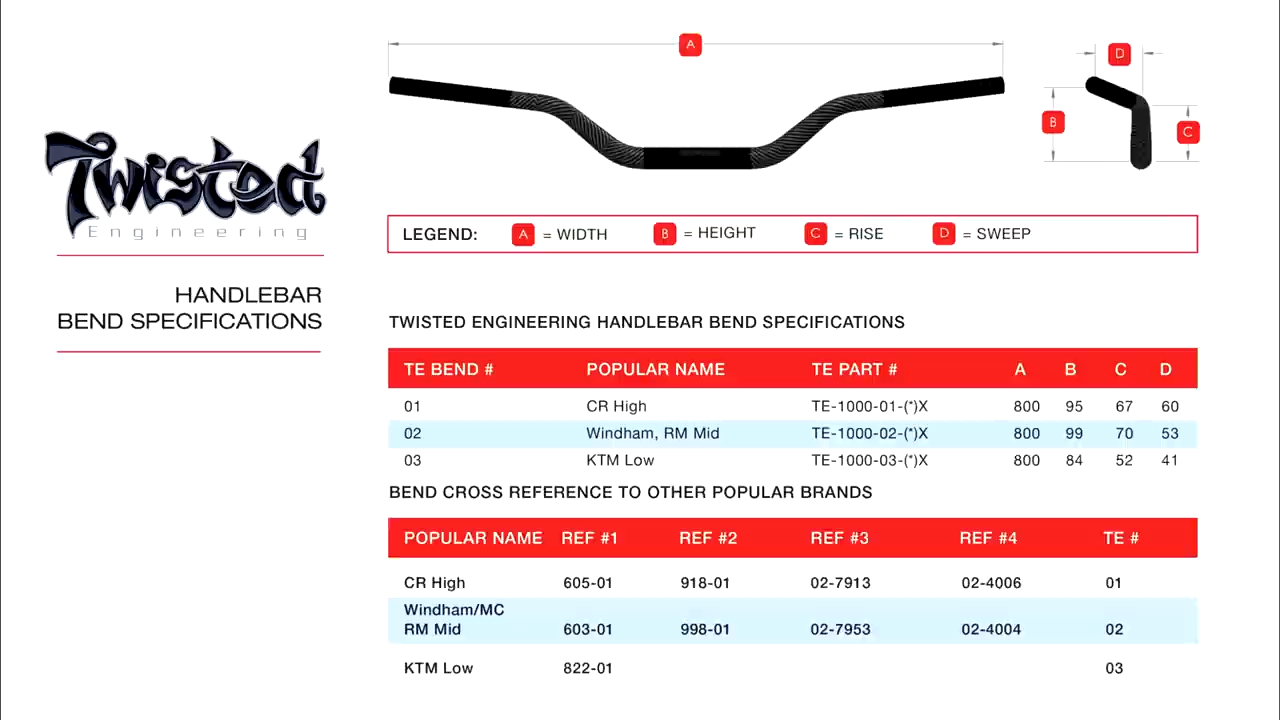 Twisted
Engineering
HANDLEBAR
BEND SPECIFICATIONS
A
D
B
C
LEGEND: A = WIDTH B = HEIGHT C = RISE D = SWEEP
TWISTED ENGINEERING HANDLEBAR BEND SPECIFICATIONS
TE BEND # POPULAR NAME TE PART # A B C D
01 CR High TE-1000-01-(*)X 800 95 67 60
02 Windham, RM Mid TE-1000-02-(*)X 800 99 70 53
03 KTM Low TE-1000-03-(*)X 800 84 52 41
BEND CROSS REFERENCE TO OTHER POPULAR BRANDS
POPULAR NAME REF #1 REF #2 REF #3 REF #4 TE #
CR High 605-01 918-01 02-7913 02-4006 01
Windham/MC
RM Mid 603-01 998-01 02-7953 02-4004 02
KTM Low 822-01 03